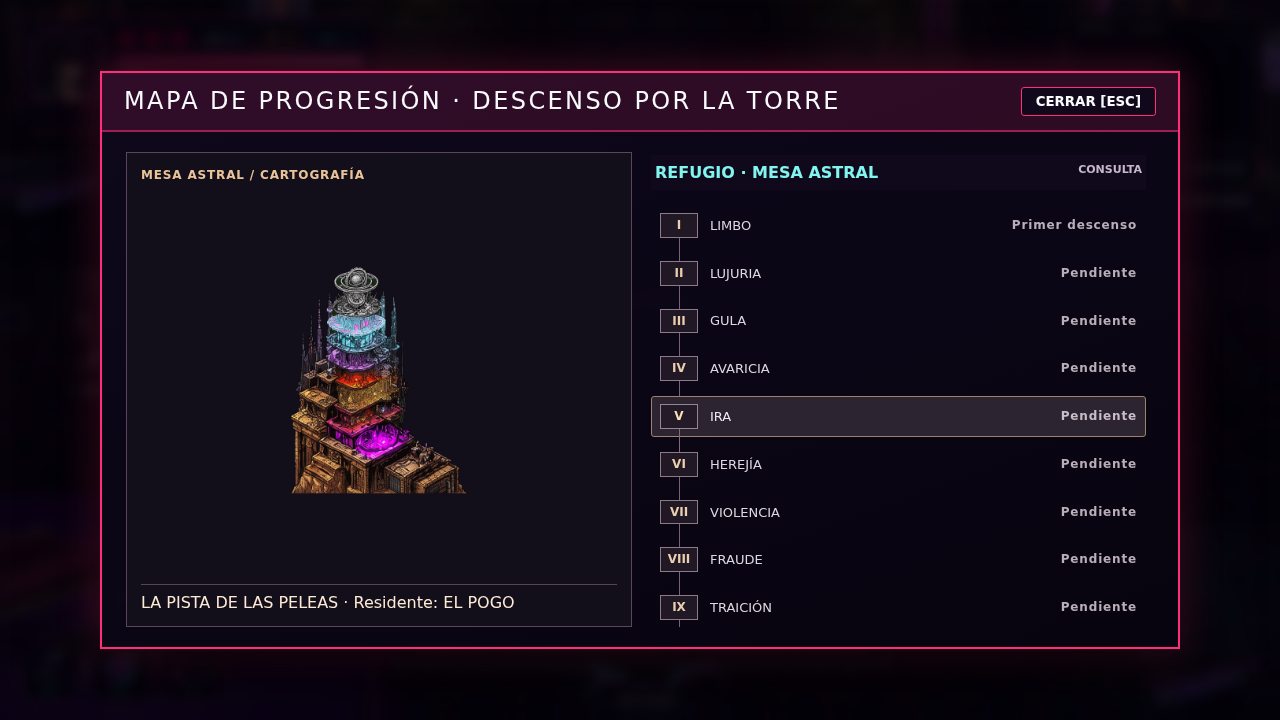 MAPA DE PROGRESIÓN · DESCENSO POR LA TORRE
CERRAR [ESC]
MESA ASTRAL / CARTOGRAFÍA
LA PISTA DE LAS PELEAS · Residente: EL POGO
REFUGIO · MESA ASTRAL
CONSULTA
I LIMBO Primer descenso
II LUJURIA Pendiente
III GULA Pendiente
IV AVARICIA Pendiente
V IRA Pendiente
VI HEREJÍA Pendiente
VII VIOLENCIA Pendiente
VIII FRAUDE Pendiente
IX TRAICIÓN Pendiente